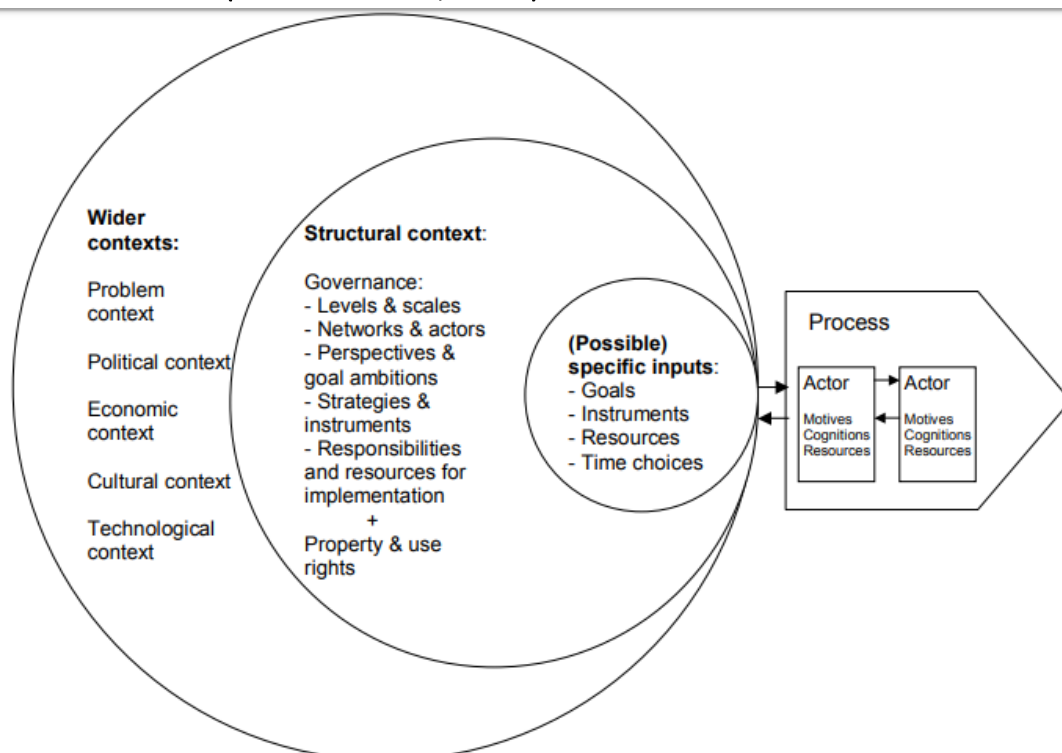 Wider
contexts:
Problem
context
Political context
Economic
context
Cultural context
Technological
context
Structural context:
Governance:
- Levels & scales
- Networks & actors
- Perspectives &
goal ambitions
- Strategies &
instruments
- Responsibilities
and resources for
implementation
+
Property & use
rights
(Possible)
specific inputs:
- Goals
- Instruments
- Resources
- Time choices
Process
Actor
Motives
Cognitions
Resources
Actor
Motives
Cognitions
Resources